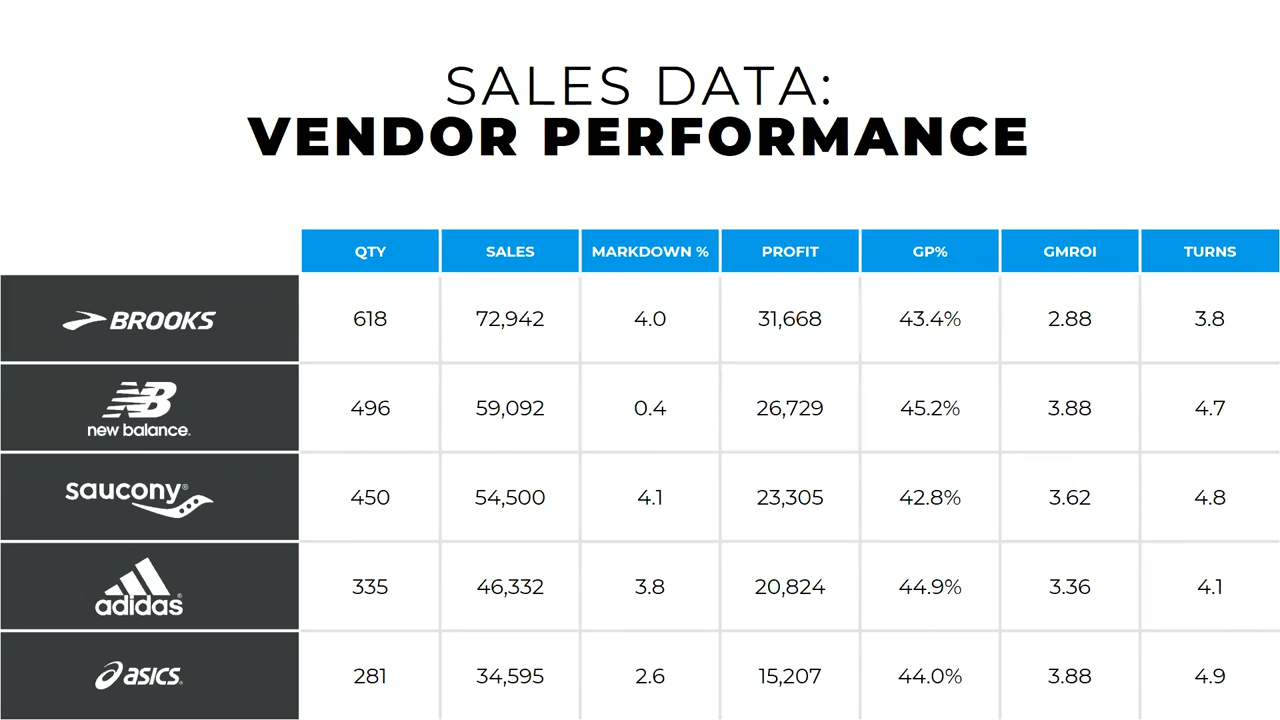 SALES DATA:
VENDOR PERFORMANCE
QTY SALES MARKDOWN % PROFIT GP% GMROI TURNS
BROOKS 618 72,942 4.0 31,668 43.4% 2.88 3.8
NB
new balance. 496 59,092 0.4 26,729 45.2% 3.88 4.7
saucony® 450 54,500 4.1 23,305 42.8% 3.62 4.8
adidas® 335 46,332 3.8 20,824 44.9% 3.36 4.1
asics. 281 34,595 2.6 15,207 44.0% 3.88 4.9